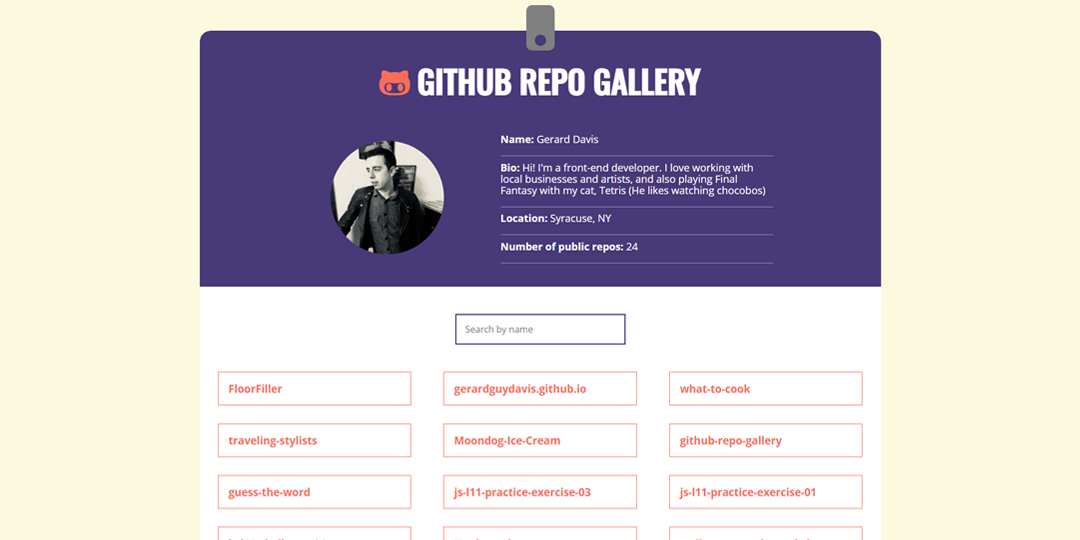 GITHUB REPO GALLERY
Name: Gerard Davis
Bio: Hi! I'm a front-end developer. I love working with
local businesses and artists, and also playing Final
Fantasy with my cat, Tetris (He likes watching chocobos)
Location: Syracuse, NY
Number of public repos: 24
Search by name
FloorFiller
gerardguydavis.github.io
what-to-cook
traveling-stylists
Moondog-Ice-Cream
github-repo-gallery
guess-the-word
js-l11-practice-exercise-03
js-l11-practice-exercise-01